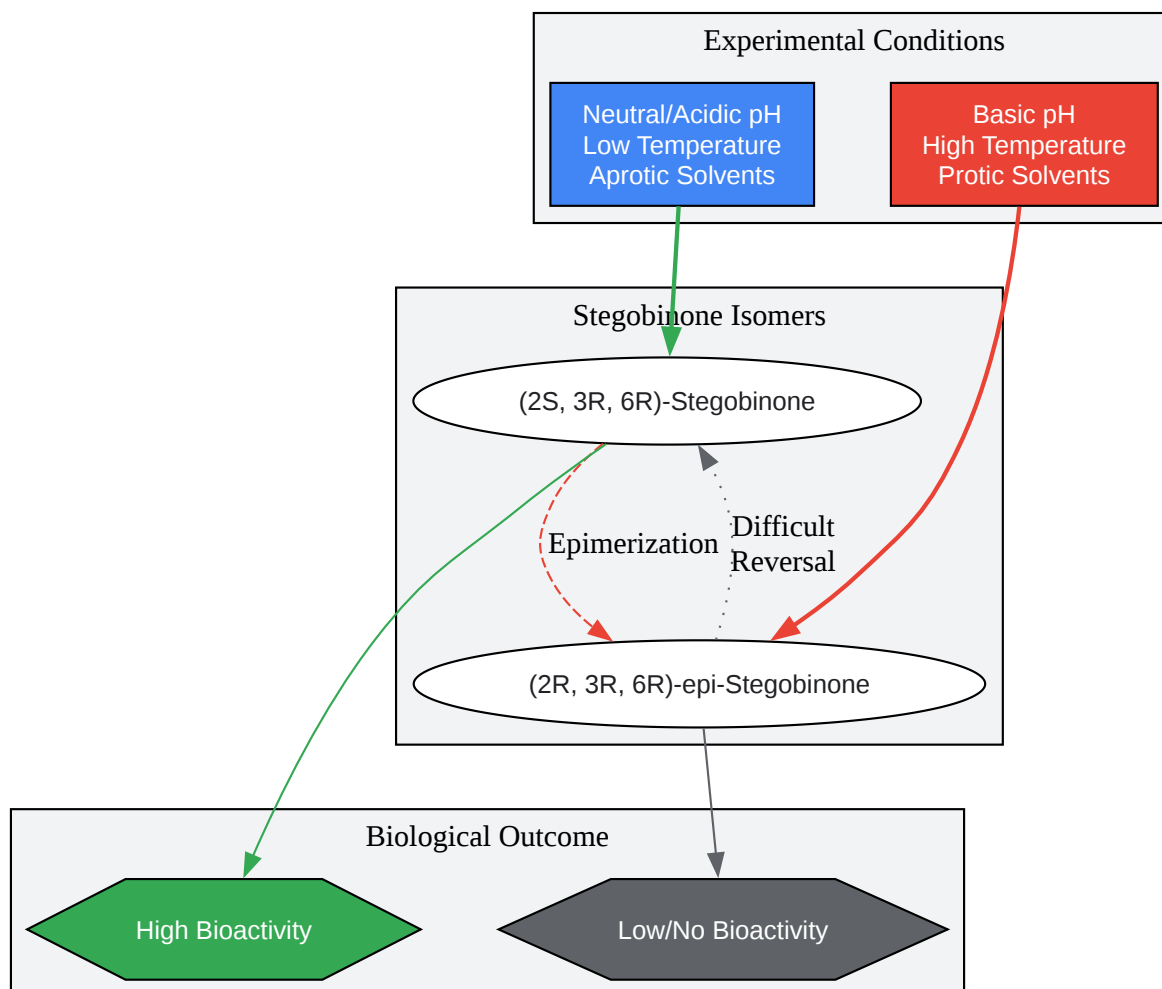 Experimental Conditions
Neutral/Acidic pH
Low Temperature
Aprotic Solvents
Basic pH
High Temperature
Protic Solvents
Stegobinone Isomers
(2S, 3R, 6R)-Stegobinone
Epimerization
Difficult
Reversal
(2R, 3R, 6R)-epi-Stegobinone
Biological Outcome
High Bioactivity
Low/No Bioactivity